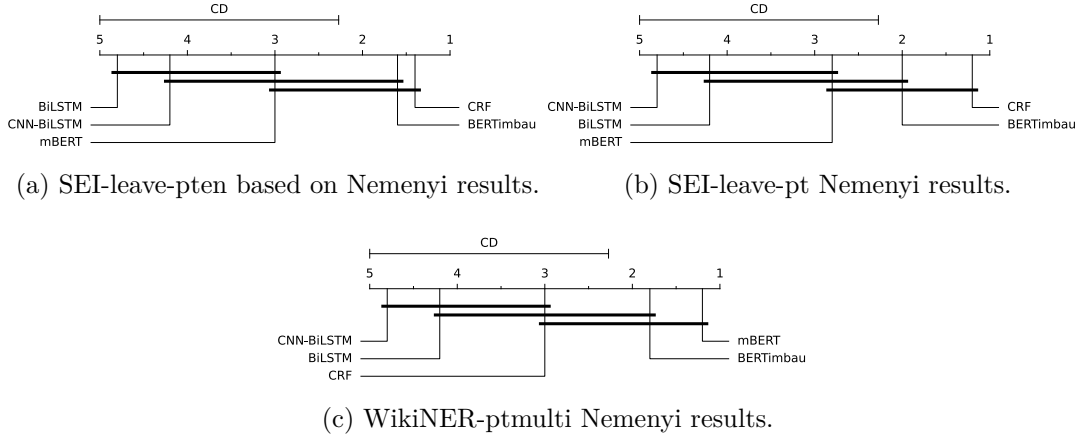 CD
5 4 3 2 1
BiLSTM CRF
CNN-BiLSTM BERTimbau
mBERT
(a) SEI-leave-pten based on Nemenyi results.
CD
5 4 3 2 1
CNN-BiLSTM CRF
BiLSTM BERTimbau
mBERT
(b) SEI-leave-pt Nemenyi results.
CD
5 4 3 2 1
CNN-BiLSTM mBERT
BiLSTM BERTimbau
CRF
(c) WikiNER-ptmulti Nemenyi results.